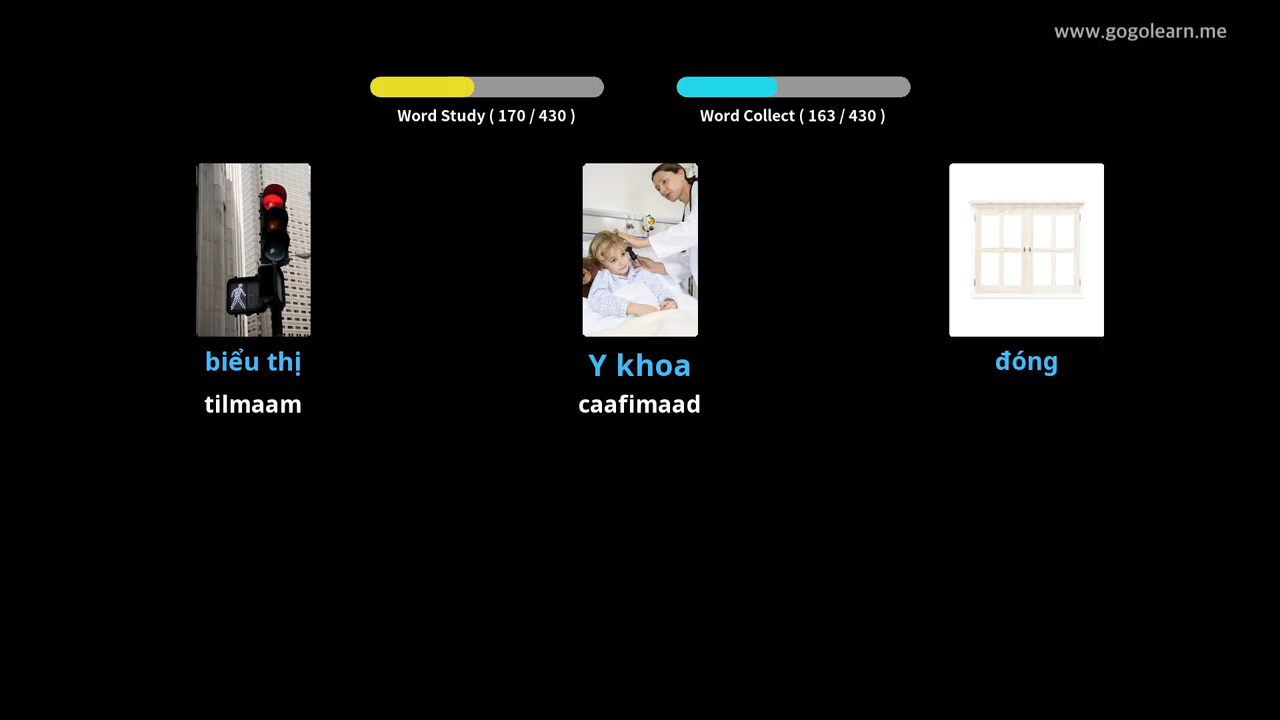 www.gogolearn.me
Word Study ( 170 / 430 )
Word Collect ( 163 / 430 )
biểu thị
tilmaam
Y khoa
caafimaad
đóng